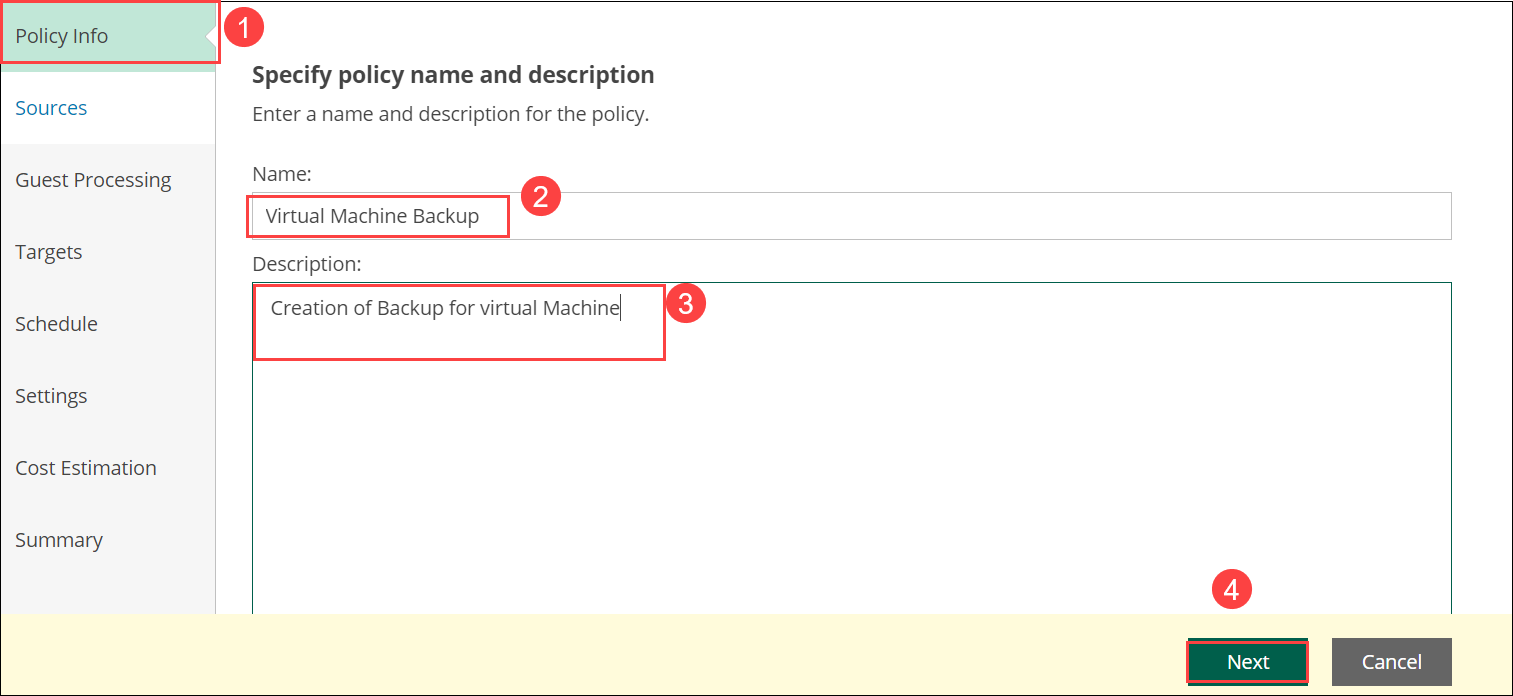 Policy Info
1
Sources
Guest Processing
Targets
Schedule
Settings
Cost Estimation
Summary
Specify policy name and description
Enter a name and description for the policy.
Name:
2
Virtual Machine Backup
Description:
Creation of Backup for virtual Machine
3
4
Next
Cancel